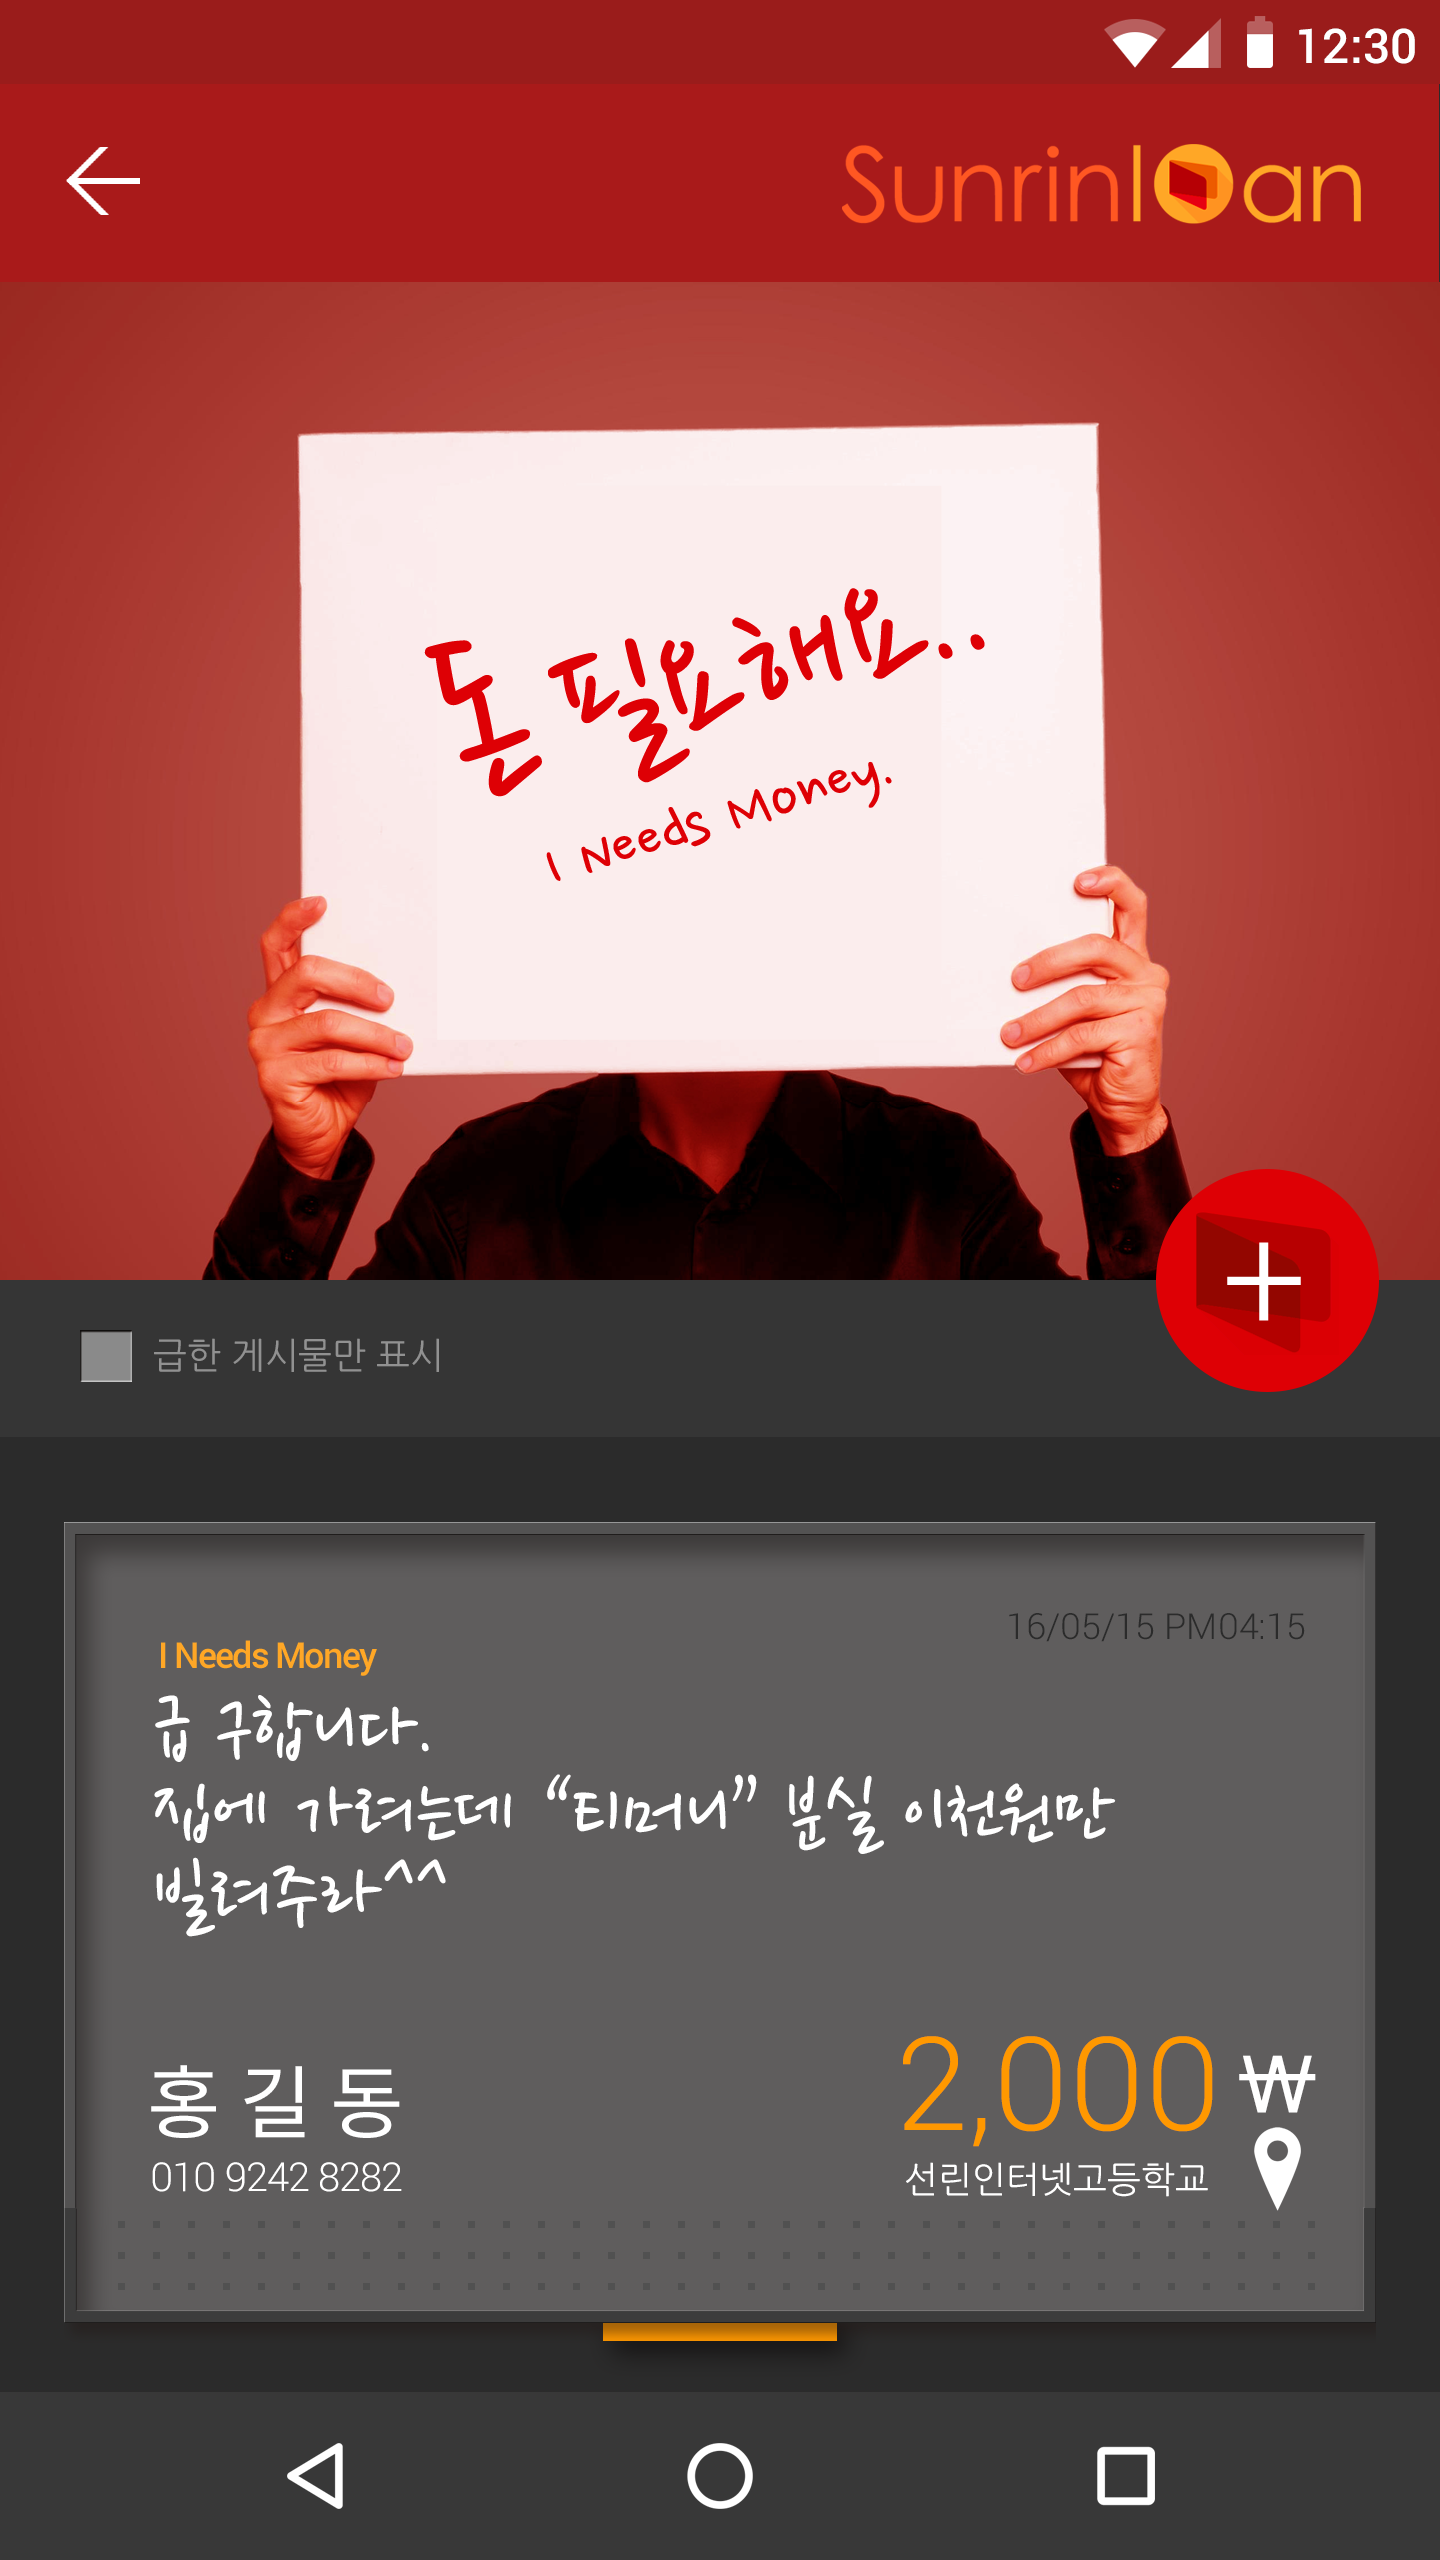 12:30
Sunrinloan
돈 필요해요..
I Needs Money.
급한 게시물만 표시
16/05/15 PM04:15
I Needs Money
급 구합니다.
집에 가려는데 “티머니” 분실 이천원만
빌려주라^^
홍길동
2,000 ₩
010 9242 8282
선린인터넷고등학교